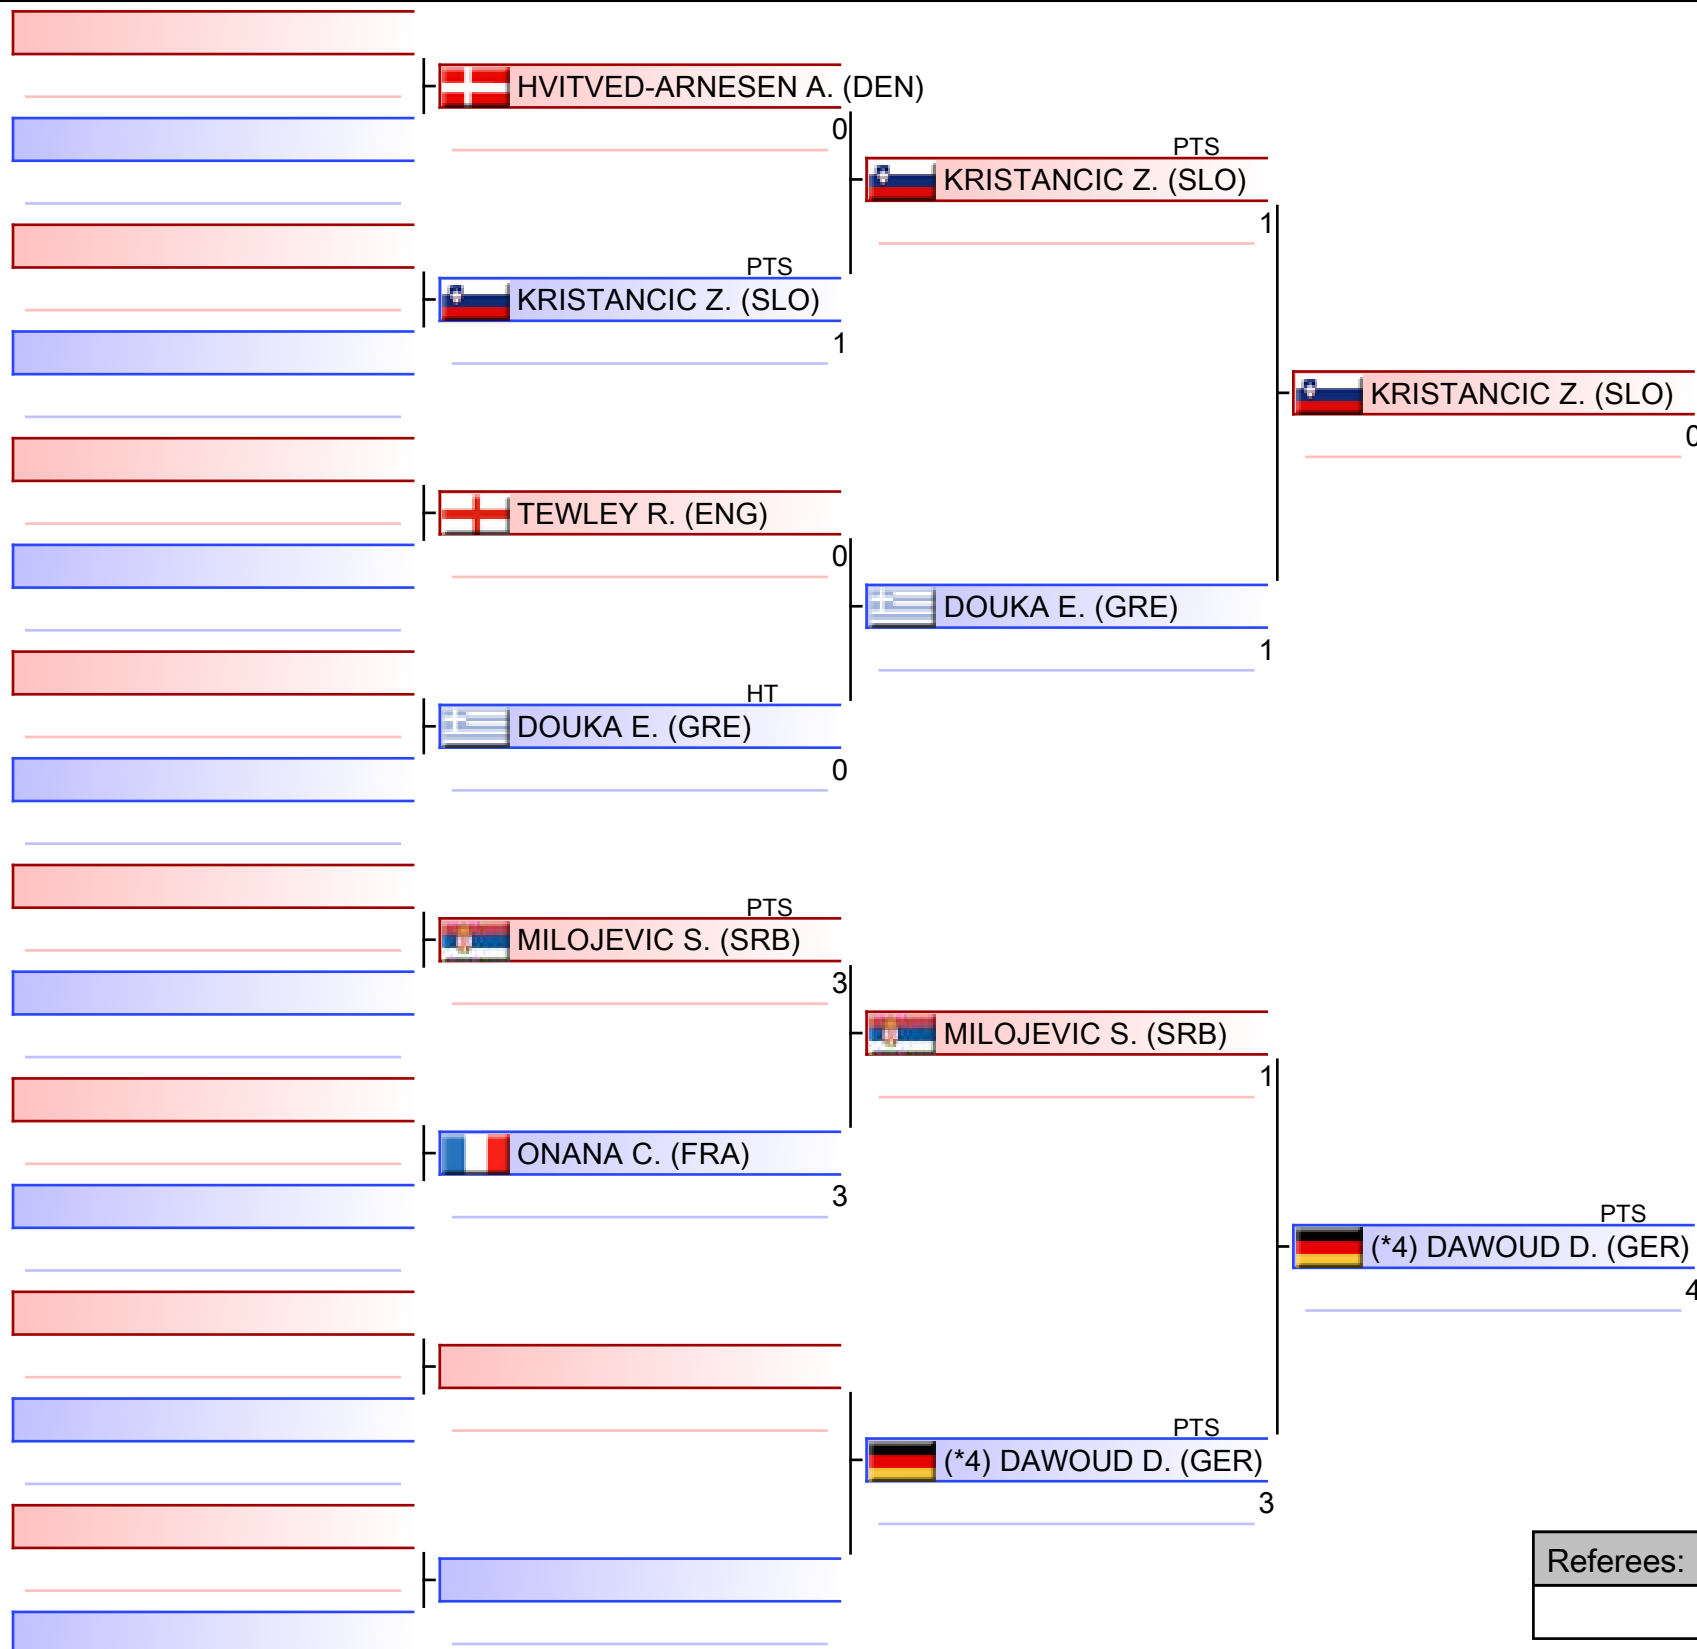 HVITVED-ARNESEN A. (DEN)
0
PTS
KRISTANCIC Z. (SLO)
1
PTS
KRISTANCIC Z. (SLO)
1
KRISTANCIC Z. (SLO)
0
TEWLEY R. (ENG)
0
DOUKA E. (GRE)
1
HT
DOUKA E. (GRE)
0
PTS
MILOJEVIC S. (SRB)
3
MILOJEVIC S. (SRB)
1
ONANA C. (FRA)
3
PTS
(*4) DAWOUD D. (GER)
4
PTS
(*4) DAWOUD D. (GER)
3
Referees: